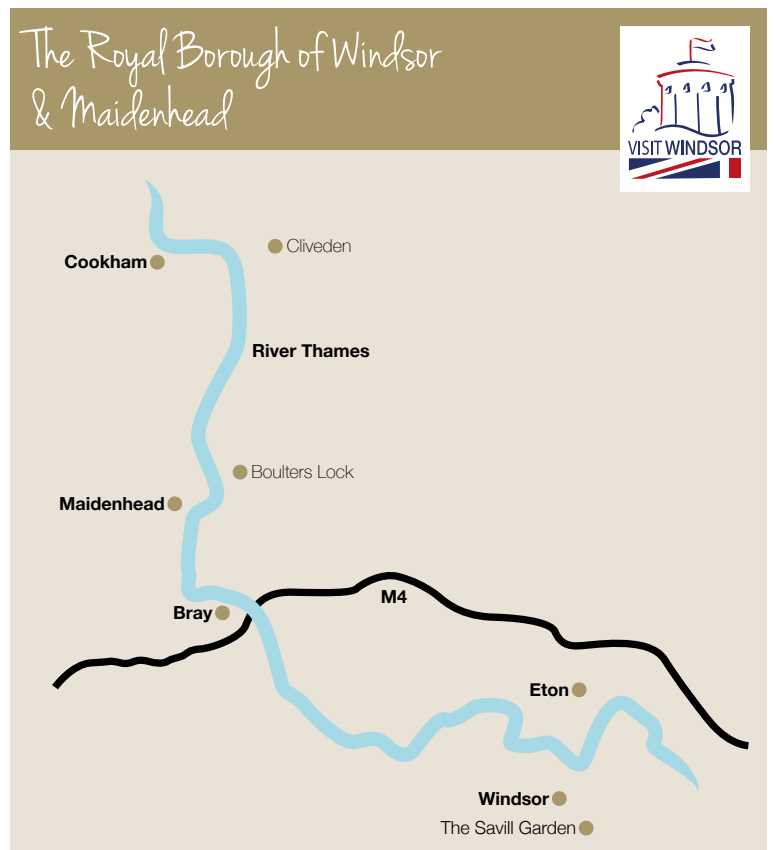 The Royal Borough of Windsor
& Maidenhead
VISIT WINDSOR
Cliveden
Cookham
River Thames
Boulters Lock
Maidenhead
M4
Bray
Eton
Windsor
The Savill Garden